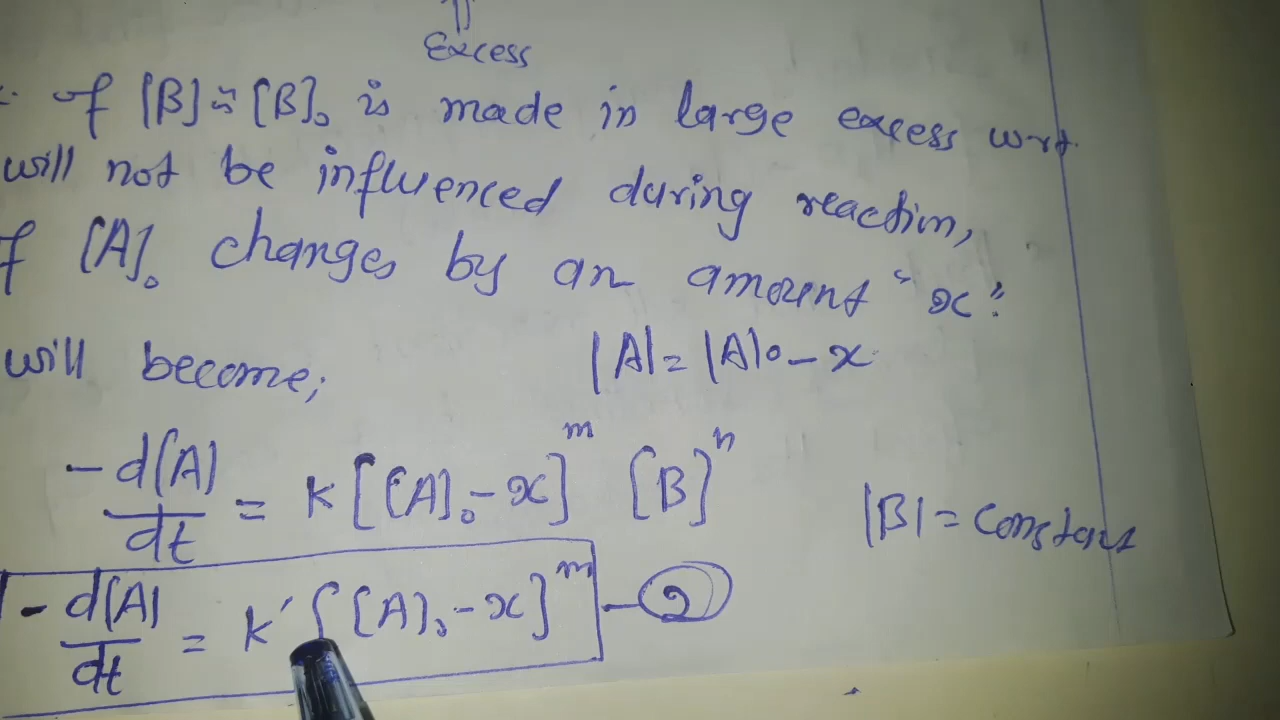 Excess
of [B] ≈ [B]₀ is made in large excess wrt.
will not be influenced during reaction,
f [A]₀ changes by an amount "x".
will become; [A] = [A]₀ - x
-d[A]/dt = k[[A]₀ - x]ᵐ [B]ⁿ
[B] = constant
-d[A]/dt = k'[[A]₀ - x]ᵐ - 2